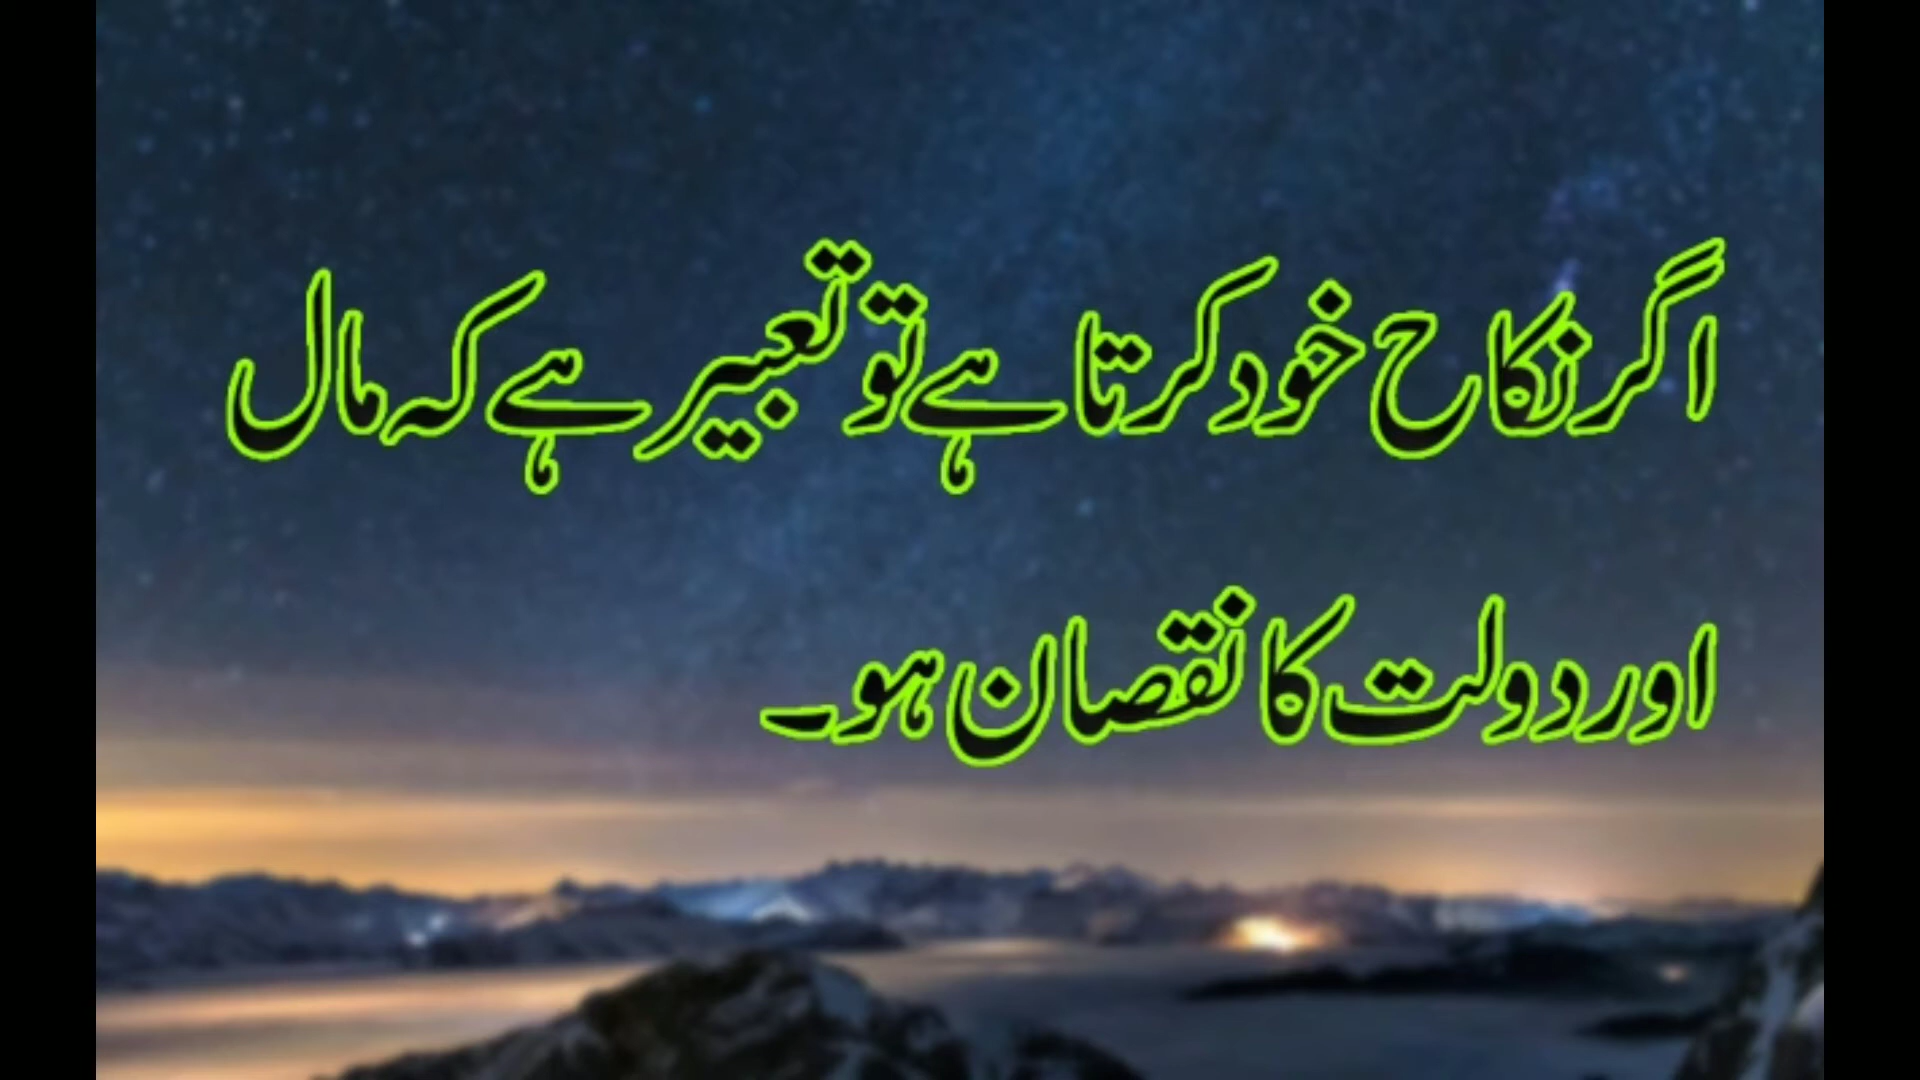 اگر نکاح خود کرتا ہے تو تعبیر ہے کہ مال
اور دولت کا نقصان ہو۔